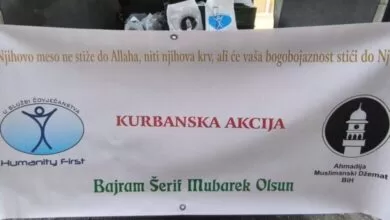 Njihovo meso ne stiže do Allaha, niti njihova krv, ali će vaša bogobojaznost stići do Nj
U SLUŽBI ČOVJEČANSTVA
Humanity First
KURBANSKA AKCIJA
Ahmadija
Muslimanski Džemat
BiH
Bajram Šerif Mubarek Olsun